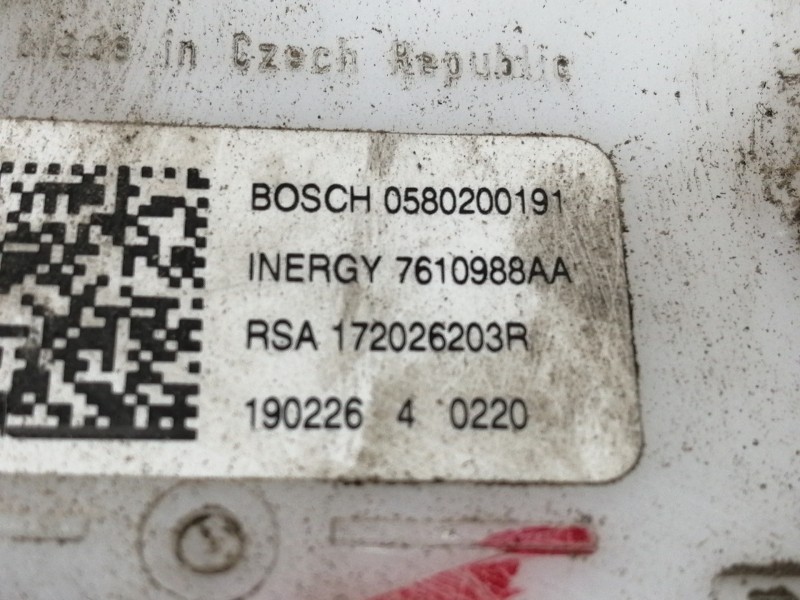 Made in Czech Republic
BOSCH 0580200191
INERGY 7610988AA
RSA 172026203R
190226 4 0220